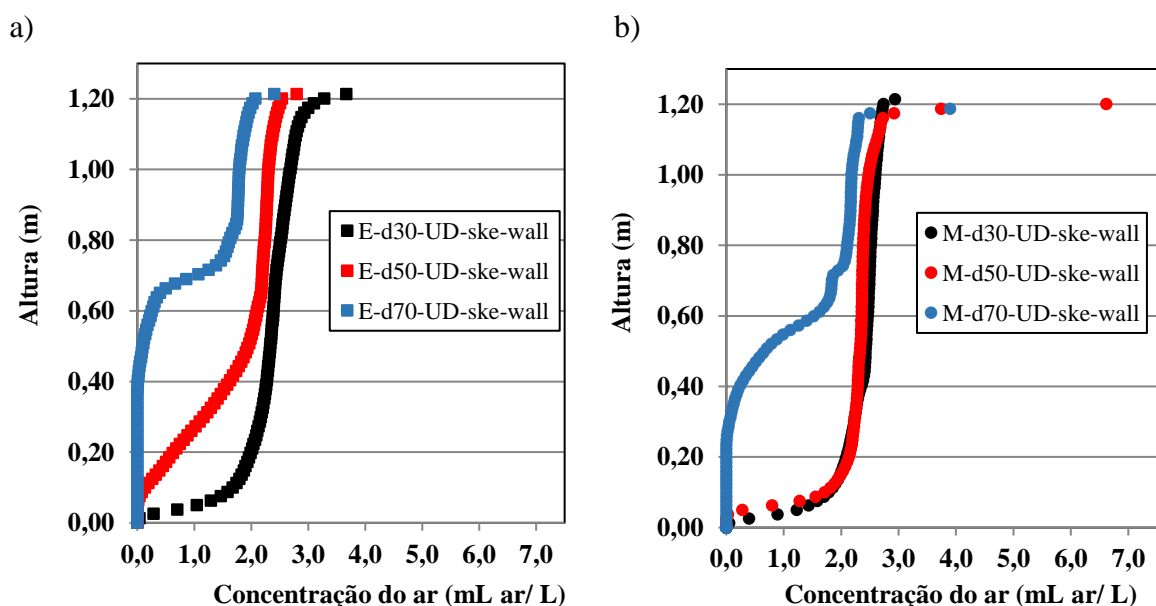 a)
Altura (m)
1,20
1,00
0,80
0,60
0,40
0,20
0,00
E-d30-UD-ske-wall
E-d50-UD-ske-wall
E-d70-UD-ske-wall
0,0 1,0 2,0 3,0 4,0 5,0 6,0 7,0
Concentração do ar (mL ar/ L)
b)
Altura (m)
1,20
1,00
0,80
0,60
0,40
0,20
0,00
M-d30-UD-ske-wall
M-d50-UD-ske-wall
M-d70-UD-ske-wall
0,0 1,0 2,0 3,0 4,0 5,0 6,0 7,0
Concentração do ar (mL ar/ L)